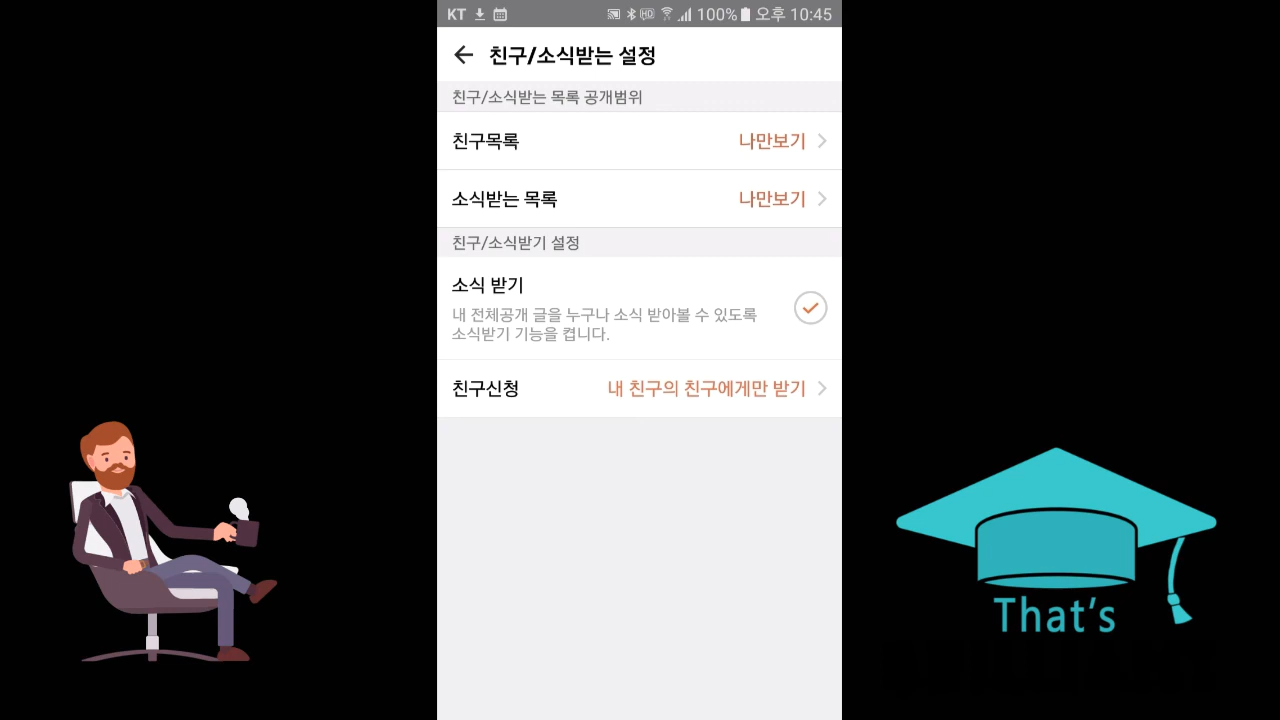 KT HD 100% 오후 10:45
친구/소식받는 설정
친구/소식받는 목록 공개범위
친구목록 나만보기
소식받는 목록 나만보기
친구/소식받기 설정
소식 받기
내 전체공개 글을 누구나 소식 받아볼 수 있도록
소식받기 기능을 켭니다.
친구신청 내 친구의 친구에게만 받기
That's